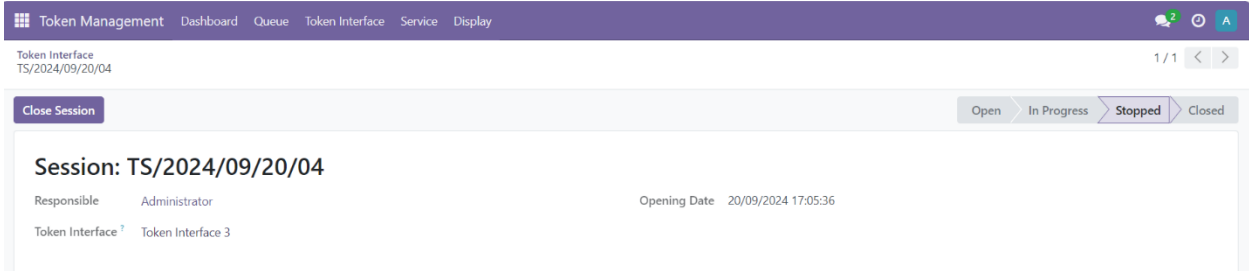 Token Management Dashboard Queue Token Interface Service Display 2 A
Token Interface
TS/2024/09/20/04
1 / 1
Close Session
Open In Progress Stopped Closed
Session: TS/2024/09/20/04
Responsible Administrator Opening Date 20/09/2024 17:05:36
Token Interface ? Token Interface 3